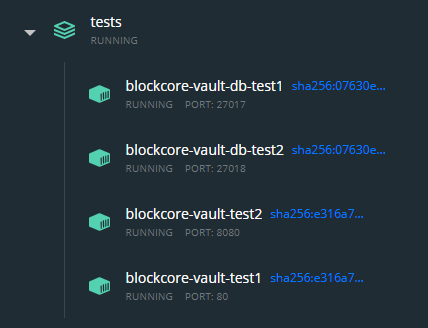 tests
RUNNING
blockcore-vault-db-test1 sha256:07630e...
RUNNING PORT: 27017
blockcore-vault-db-test2 sha256:07630e...
RUNNING PORT: 27018
blockcore-vault-test2 sha256:e316a7...
RUNNING PORT: 8080
blockcore-vault-test1 sha256:e316a7...
RUNNING PORT: 80